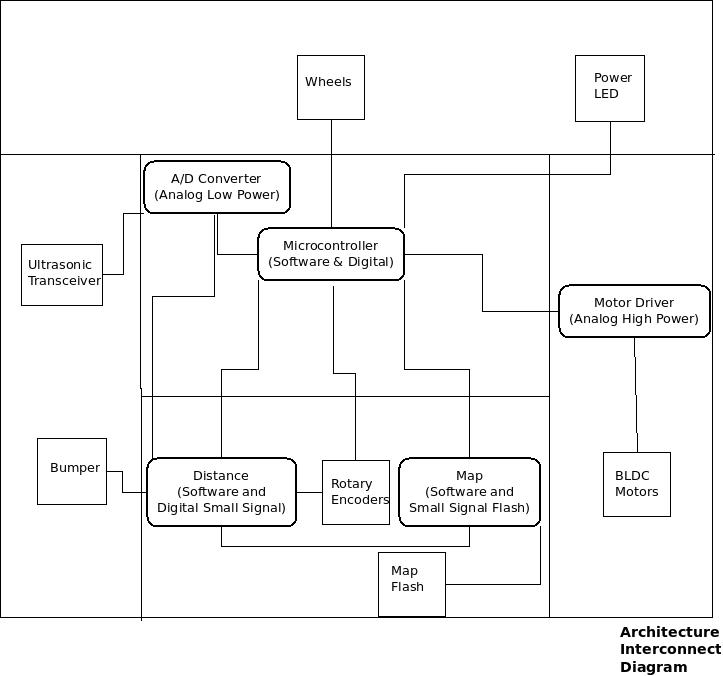 Wheels
Power
LED
A/D Converter
(Analog Low Power)
Microcontroller
(Software & Digital)
Ultrasonic
Transceiver
Motor Driver
(Analog High Power)
Bumper
Distance
(Software and
Digital Small Signal)
Rotary
Encoders
Map
(Software and
Small Signal Flash)
BLDC
Motors
Map
Flash
Architecture
Interconnect
Diagram